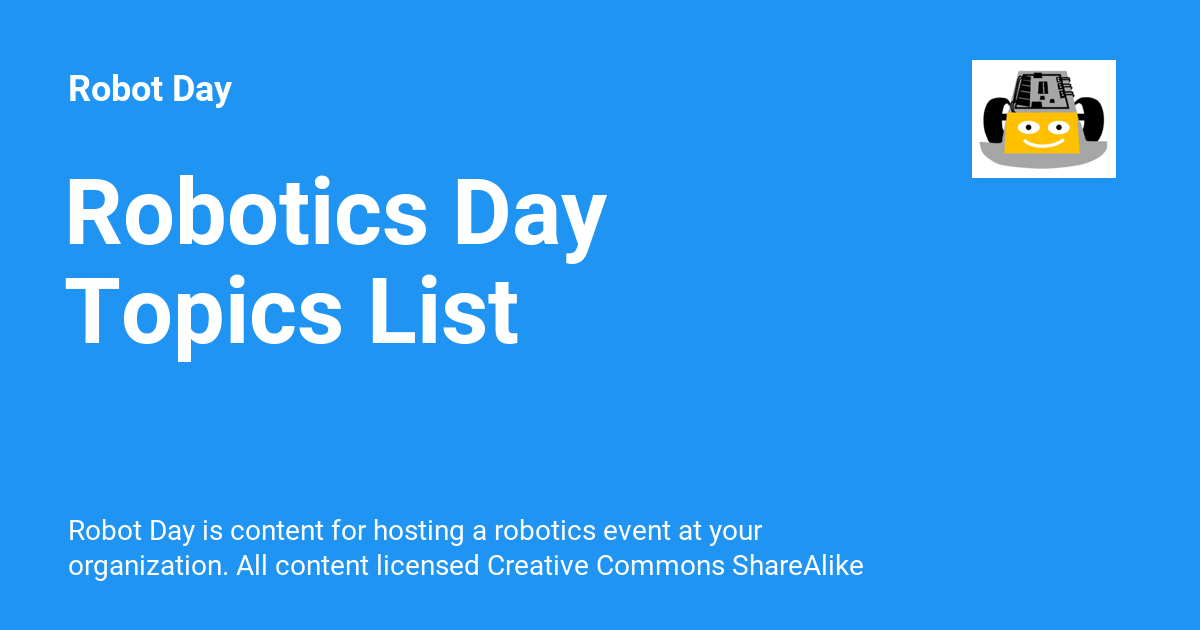 Robot Day
Robotics Day
Topics List
Robot Day is content for hosting a robotics event at your
organization. All content licensed Creative Commons ShareAlike